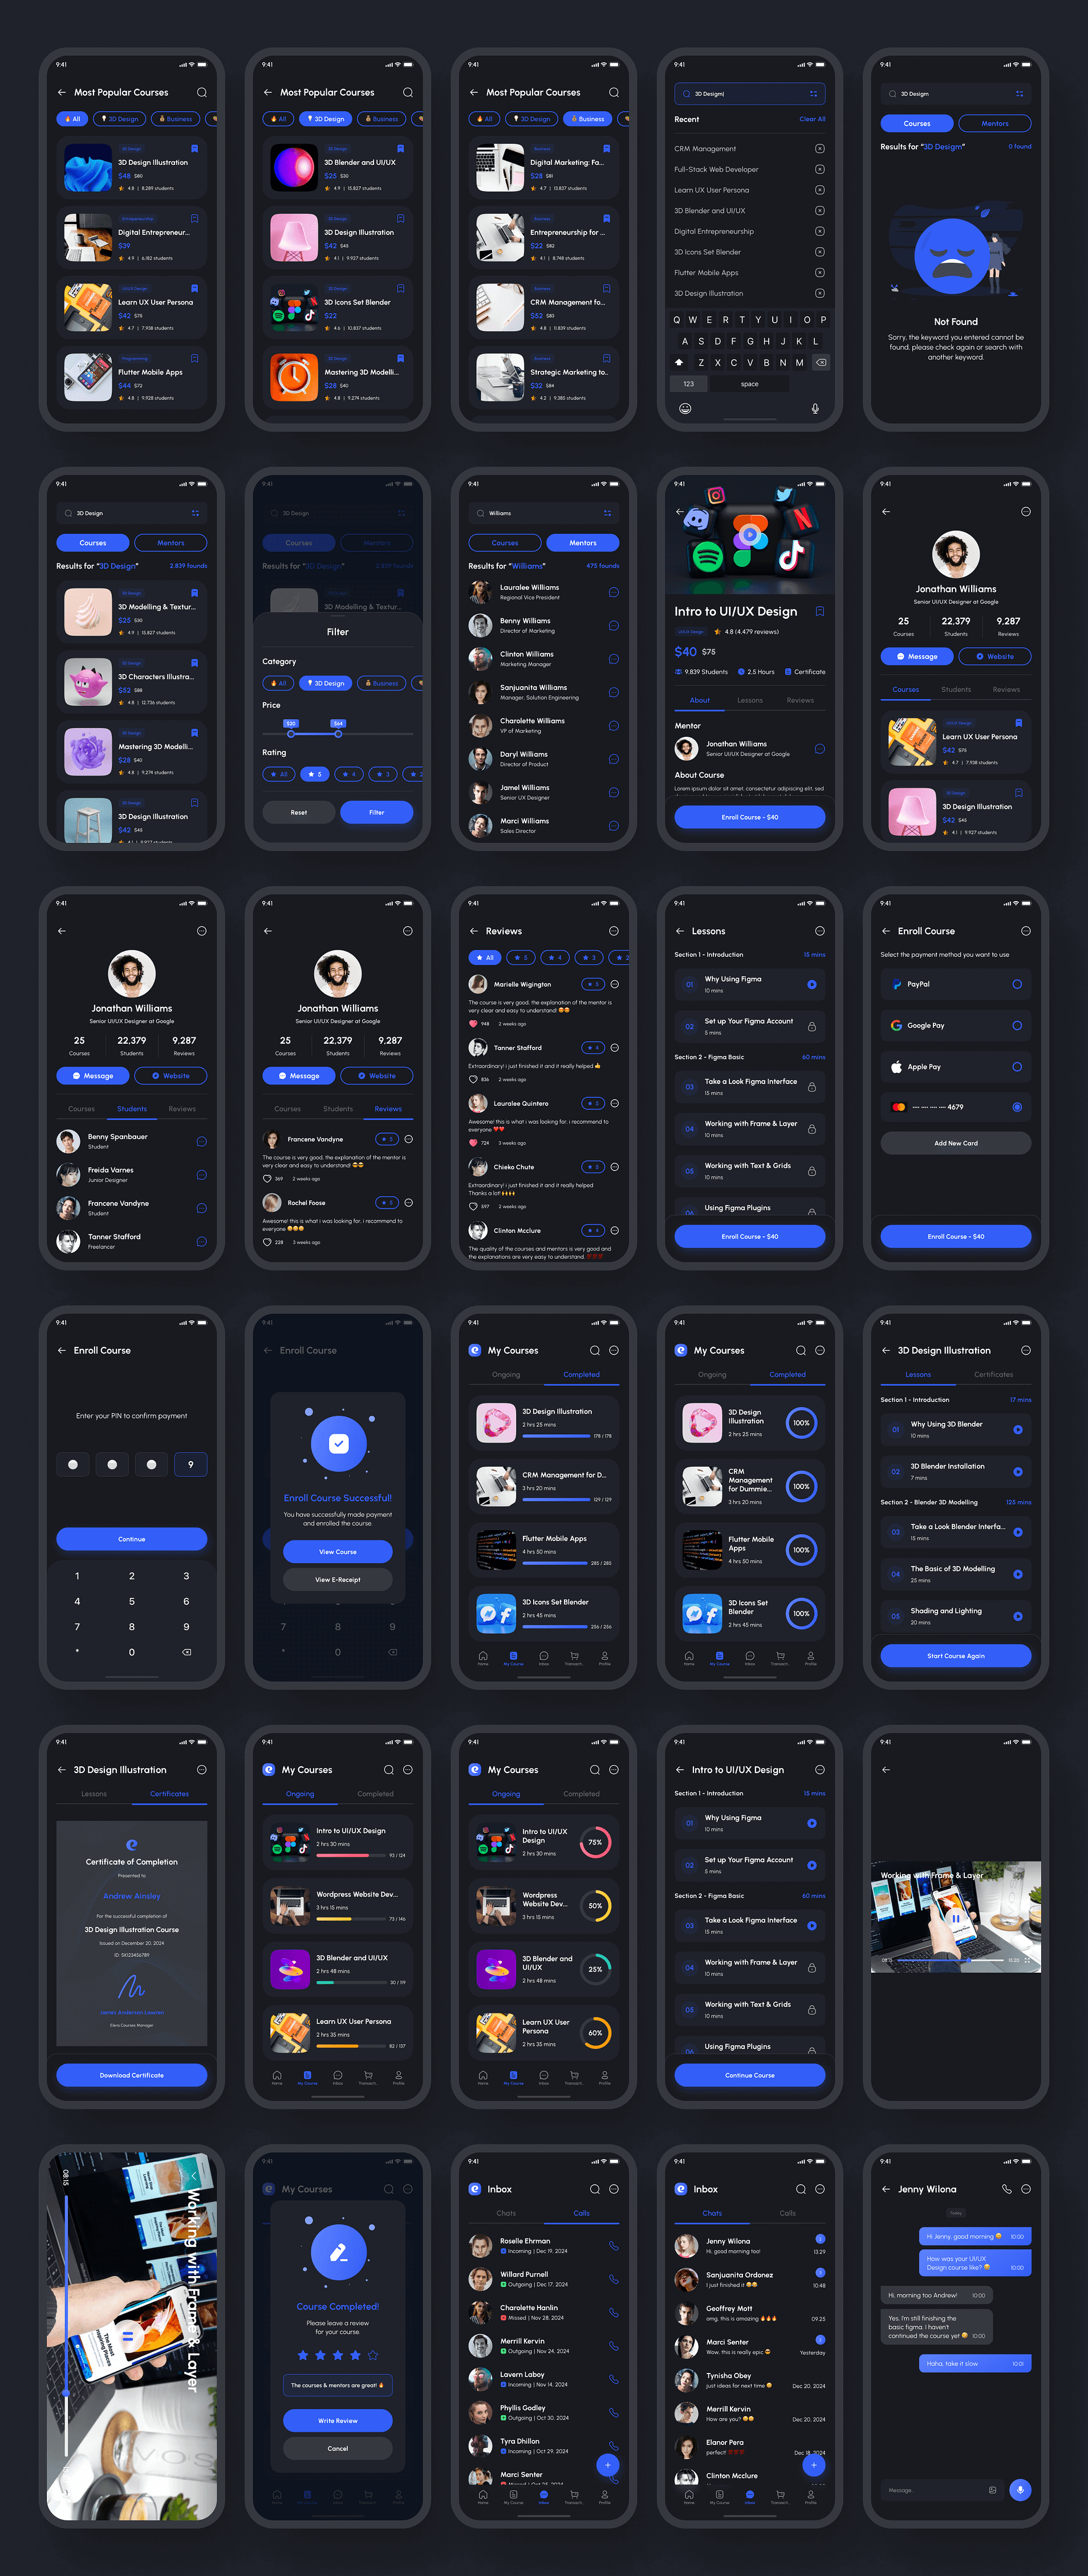 9:41
Most Popular Courses
All
3D Design
Business
3D Design
3D Design Illustration
$48 $80
4.8 | 8,289 students
Entrepreneurship
Digital Entrepreneur...
$39
4.9 | 6,182 students
UI/UX Design
Learn UX User Persona
$42 $75
4.7 | 7,938 students
Programming
Flutter Mobile Apps
$44 $72
4.8 | 9,928 students
9:41
Most Popular Courses
All
3D Design
Business
3D Design
3D Blender and UI/UX
$25 $30
4.9 | 15,827 students
3D Design
3D Design Illustration
$42 $45
4.1 | 9,927 students
3D Design
3D Icons Set Blender
$22
4.6 | 10,837 students
3D Design
Mastering 3D Modelli...
$28 $40
4.8 | 9,274 students
9:41
Most Popular Courses
All
3D Design
Business
Business
Digital Marketing: Fa...
$28 $81
4.7 | 13,837 students
Business
Entrepreneurship for ...
$22 $82
4.1 | 8,748 students
Business
CRM Management fo...
$52 $83
4.8 | 11,839 students
Business
Strategic Marketing to..
$32 $84
4.2 | 9,385 students
9:41
3D Desigm
Recent
Clear All
CRM Management
Full-Stack Web Developer
Learn UX User Persona
3D Blender and UI/UX
Digital Entrepreneurship
3D Icons Set Blender
Flutter Mobile Apps
3D Design Illustration
Q W E R T Y U I O P
A S D F G H J K L
Z X C V B N M
123
space
9:41
3D Desigm
Courses
Mentors
Results for "3D Desigm"
0 found
Not Found
Sorry, the keyword you entered cannot be
found, please check again or search with
another keyword.
9:41
3D Design
Courses
Mentors
Results for "3D Design"
2.839 founds
3D Design
3D Modelling & Textur...
$25 $30
4.9 | 15,827 students
3D Design
3D Characters Illustra...
$52 $88
4.8 | 12,736 students
3D Design
Mastering 3D Modelli...
$28 $40
4.8 | 9,274 students
3D Design
3D Design Illustration
$42 $45
4.1 | 9,927 students
9:41
3D Design
Courses
Mentors
Results for "3D Design"
2.839 founds
3D Modelling & Textur...
Filter
Category
All
3D Design
Business
Price
$20
$64
Rating
All
5
4
3
2
Reset
Filter
9:41
Williams
Courses
Mentors
Results for "Williams"
475 founds
Lauralee Williams
Regional Vice President
Benny Williams
Director of Marketing
Clinton Williams
Marketing Manager
Sanjuanita Williams
Manager, Solution Engineering
Charolette Williams
VP of Marketing
Daryl Williams
Director of Product
Jamel Williams
Senior UX Designer
Marci Williams
Sales Director
9:41
Intro to UI/UX Design
UI/UX Design
4.8 (4,479 reviews)
$40 $75
9,839 Students
2.5 Hours
Certificate
About
Lessons
Reviews
Mentor
Jonathan Williams
Senior UI/UX Designer at Google
About Course
Lorem ipsum dolor sit amet, consectetur adipiscing elit, sed
Enroll Course - $40
9:41
Jonathan Williams
Senior UI/UX Designer at Google
25
22,379
9,287
Courses
Students
Reviews
Message
Website
Courses
Students
Reviews
UI/UX Design
Learn UX User Persona
$42 $75
4.7 | 7,938 students
3D Design
3D Design Illustration
$42 $45
4.1 | 9,927 students
9:41
Jonathan Williams
Senior UI/UX Designer at Google
25
22,379
9,287
Courses
Students
Reviews
Message
Website
Courses
Students
Reviews
Benny Spanbauer
Student
Freida Varnes
Junior Designer
Francene Vandyne
Student
Tanner Stafford
Freelancer
9:41
Jonathan Williams
Senior UI/UX Designer at Google
25
22,379
9,287
Courses
Students
Reviews
Message
Website
Courses
Students
Reviews
Francene Vandyne
5
The course is very good, the explanation of the mentor is
very clear and easy to understand! 😍😍
369
2 weeks ago
Rochel Foose
5
Awesome! this is what i was looking for, i recommend to
everyone 😄😄😄
228
3 weeks ago
9:41
Reviews
All
5
4
3
2
Marielle Wigington
5
The course is very good, the explanation of the mentor is
very clear and easy to understand! 😍😍
948
2 weeks ago
Tanner Stafford
4
Extraordinary! i just finished it and it really helped 👍
836
2 weeks ago
Lauralee Quintero
5
Awesome! this is what i was looking for, i recommend to
everyone ❤️❤️
724
3 weeks ago
Chieko Chute
5
Extraordinary! i just finished it and it really helped
Thanks a lot! 🙌🙌
597
2 weeks ago
Clinton Mcclure
4
The quality of the courses and mentors is very good and
the explanations are very easy to understand. 💯💯💯
9:41
Lessons
Section 1 - Introduction
15 mins
01
Why Using Figma
10 mins
02
Set up Your Figma Account
5 mins
Section 2 - Figma Basic
60 mins
03
Take a Look Figma Interface
15 mins
04
Working with Frame & Layer
10 mins
05
Working with Text & Grids
10 mins
06
Using Figma Plugins
Enroll Course - $40
9:41
Enroll Course
Select the payment method you want to use
PayPal
Google Pay
Apple Pay
•••• •••• •••• 4679
Add New Card
Enroll Course - $40
9:41
Enroll Course
Enter your PIN to confirm payment
9
Continue
1 2 3
4 5 6
7 8 9
* 0
9:41
Enroll Course
Enroll Course Successful!
You have successfully made payment
and enrolled the course.
View Course
View E-Receipt
7 8 9
* 0
9:41
My Courses
Ongoing
Completed
3D Design Illustration
2 hrs 25 mins
178 / 178
CRM Management for D...
3 hrs 20 mins
129 / 129
Flutter Mobile Apps
4 hrs 50 mins
285 / 285
3D Icons Set Blender
2 hrs 45 mins
256 / 256
Home
My Course
Inbox
Transact..
Profile
9:41
My Courses
Ongoing
Completed
3D Design
Illustration
2 hrs 25 mins
100%
CRM
Management
for Dummie...
3 hrs 20 mins
100%
Flutter Mobile
Apps
4 hrs 50 mins
100%
3D Icons Set
Blender
2 hrs 45 mins
100%
Home
My Course
Inbox
Transact..
Profile
9:41
3D Design Illustration
Lessons
Certificates
Section 1 - Introduction
17 mins
01
Why Using 3D Blender
10 mins
02
3D Blender Installation
7 mins
Section 2 - Blender 3D Modelling
125 mins
03
Take a Look Blender Interfa...
15 mins
04
The Basic of 3D Modelling
25 mins
05
Shading and Lighting
20 mins
Start Course Again
9:41
3D Design Illustration
Lessons
Certificates
Certificate of Completion
Presented to
Andrew Ainsley
For the successful completion of
3D Design Illustration Course
Issued on December 20, 2024
ID: SK123456789
Elera Courses Manager
Download Certificate
9:41
My Courses
Ongoing
Completed
Intro to UI/UX Design
2 hrs 30 mins
93 / 124
Wordpress Website Dev...
3 hrs 15 mins
73 / 146
3D Blender and UI/UX
2 hrs 48 mins
30 / 119
Learn UX User Persona
2 hrs 35 mins
82 / 137
Home
My Course
Inbox
Transact..
Profile
9:41
My Courses
Ongoing
Completed
Intro to UI/UX
Design
2 hrs 30 mins
75%
Wordpress
Website Dev...
3 hrs 15 mins
50%
3D Blender and
UI/UX
2 hrs 48 mins
25%
Learn UX User
Persona
2 hrs 35 mins
60%
Home
My Course
Inbox
Transact..
Profile
9:41
Intro to UI/UX Design
Section 1 - Introduction
15 mins
01
Why Using Figma
10 mins
02
Set up Your Figma Account
5 mins
Section 2 - Figma Basic
60 mins
03
Take a Look Figma Interface
15 mins
04
Working with Frame & Layer
10 mins
05
Working with Text & Grids
10 mins
06
Using Figma Plugins
Continue Course
9:41
Working with Frame & Layer
08:15
Working with Frame & Layer
08:15
9:41
My Courses
Course Completed!
Please leave a review
for your course.
The courses & mentors are great! 🔥
Write Review
Cancel
9:41
Inbox
Chats
Calls
Roselle Ehrman
Incoming | Dec 19, 2024
Willard Purnell
Outgoing | Dec 17, 2024
Charolette Hanlin
Missed | Nov 28, 2024
Merrill Kervin
Outgoing | Nov 24, 2024
Lavern Laboy
Incoming | Nov 14, 2024
Phyllis Godley
Outgoing | Oct 30, 2024
Tyra Dhillon
Incoming | Oct 29, 2024
Marci Senter
Home
My Course
Inbox
Transact..
Profile
9:41
Inbox
Chats
Calls
Jenny Wilona
Hi, good morning too!
13.29
Sanjuanita Ordonez
I just finished it 😄😄
10:48
Geoffrey Mott
omg, this is amazing 🔥🔥🔥
09.25
Marci Senter
Wow, this is really epic 😎
Yesterday
Tynisha Obey
just ideas for next time 😄
Dec 20, 2024
Merrill Kervin
How are you? 😄😄
Dec 20, 2024
Elanor Pera
perfect! 💯💯💯
Dec 18, 2024
Clinton Mcclure
Home
My Course
Inbox
Transact..
Profile
9:41
Jenny Wilona
Today
Hi Jenny, good morning 😄 10:00
How was your UI/UX
Design course like? 😄 10:00
Hi, morning too Andrew! 10:00
Yes, I'm still finishing the
basic figma. I haven't
continued the course yet 😄 10:00
Haha, take it slow 10:01
Message...